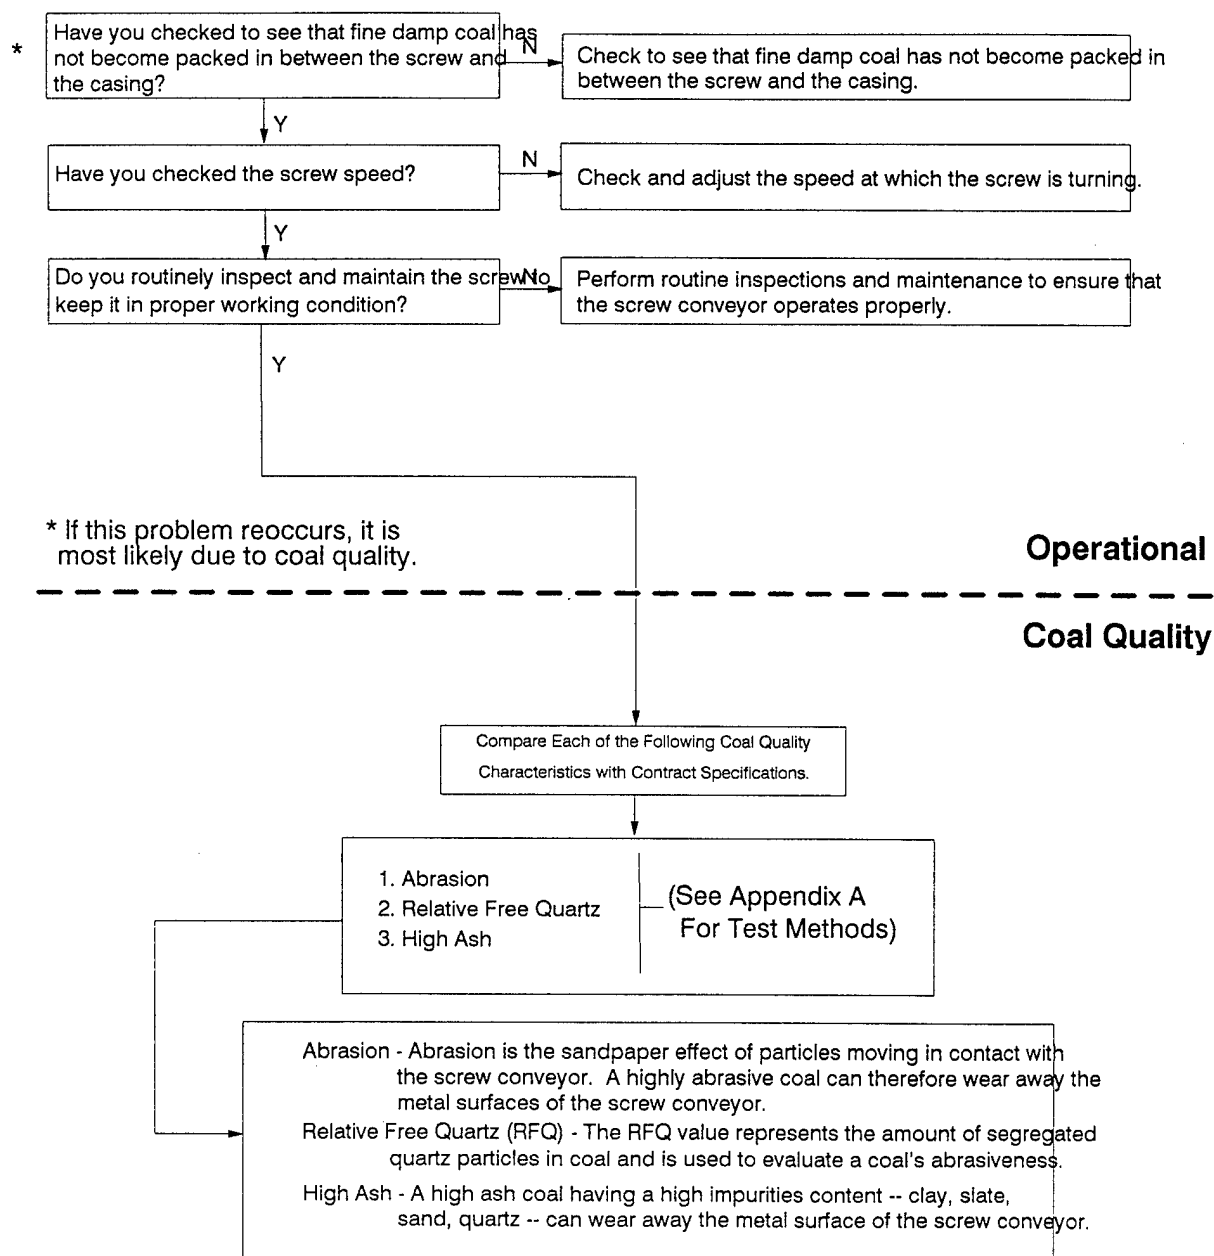 Have you checked to see that fine damp coal has
* not become packed in between the screw and
the casing?
N
Check to see that fine damp coal has not become packed in
between the screw and the casing.
Y
Have you checked the screw speed?
N
Check and adjust the speed at which the screw is turning.
Y
Do you routinely inspect and maintain the screw to
keep it in proper working condition?
N
Perform routine inspections and maintenance to ensure that
the screw conveyor operates properly.
Y
* If this problem reoccurs, it is
most likely due to coal quality.
Operational
Coal Quality
Compare Each of the Following Coal Quality
Characteristics with Contract Specifications.
1. Abrasion
2. Relative Free Quartz
3. High Ash
(See Appendix A
For Test Methods)
Abrasion - Abrasion is the sandpaper effect of particles moving in contact with
the screw conveyor. A highly abrasive coal can therefore wear away the
metal surfaces of the screw conveyor.
Relative Free Quartz (RFQ) - The RFQ value represents the amount of segregated
quartz particles in coal and is used to evaluate a coal's abrasiveness.
High Ash - A high ash coal having a high impurities content -- clay, slate,
sand, quartz -- can wear away the metal surface of the screw conveyor.